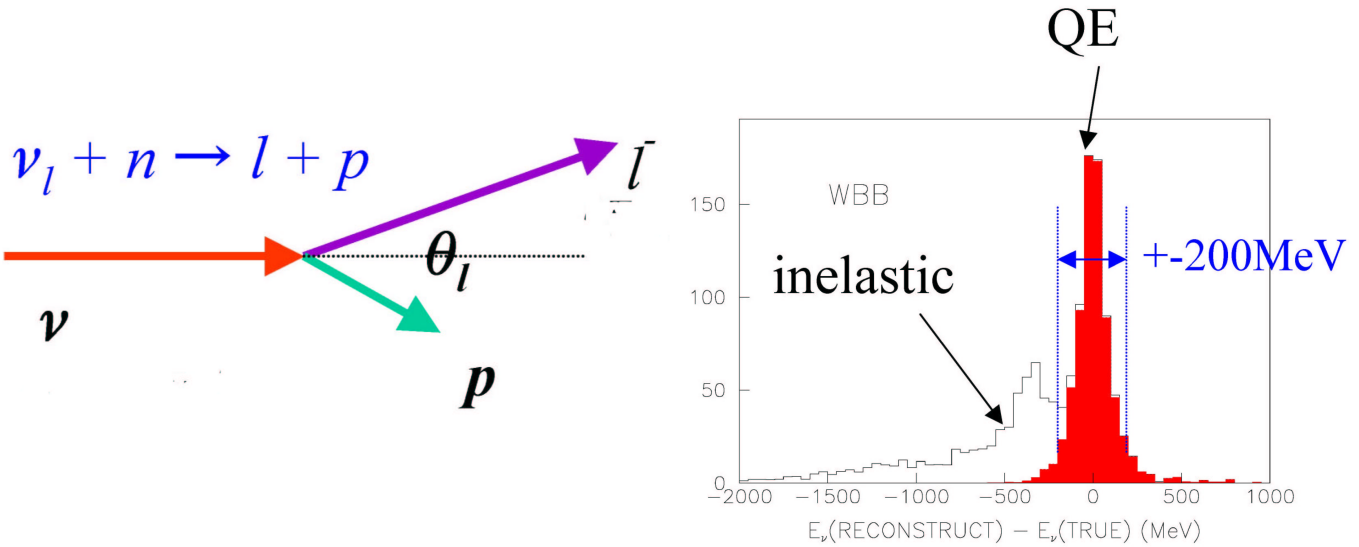 ν_l + n → l + p
l⁻
θ_l
ν
p
QE
WBB
inelastic
+-200MeV
150
100
50
0
−2000 −1500 −1000 −500 0 500 1000
E_ν(RECONSTRUCT) − E_ν(TRUE) (MeV)